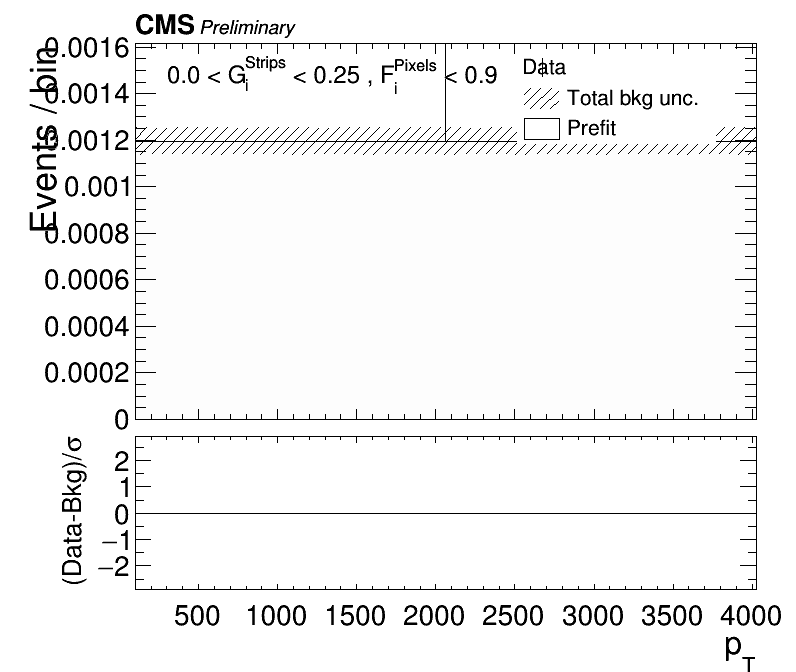 CMS Preliminary
Events / bin
0.0016
0.0014
0.0012
0.001
0.0008
0.0006
0.0004
0.0002
0
0.0 < G_i^Strips < 0.25 , F_i^Pixels < 0.9
Data
Total bkg unc.
Prefit
(Data-Bkg)/σ
2
1
0
−1
−2
500 1000 1500 2000 2500 3000 3500 4000
p_T